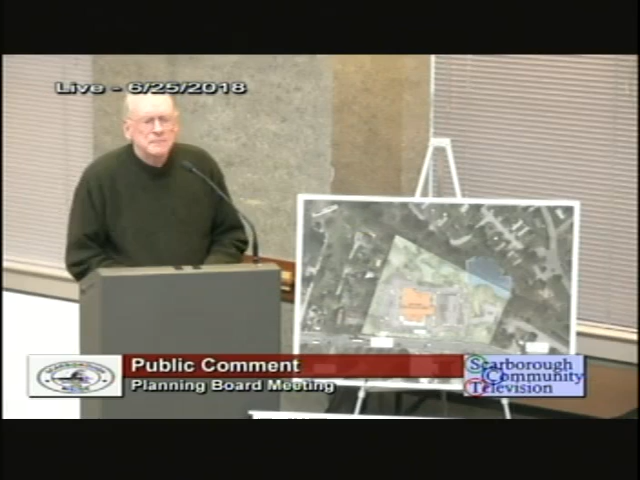 Live - 6/25/2018
Public Comment
Planning Board Meeting
Scarborough
Community
Television